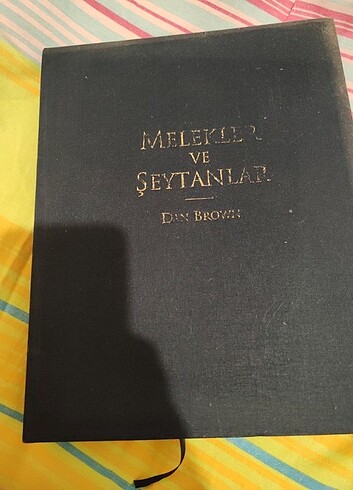 MELEKLER
VE
ŞEYTANLAR
DAN BROWN